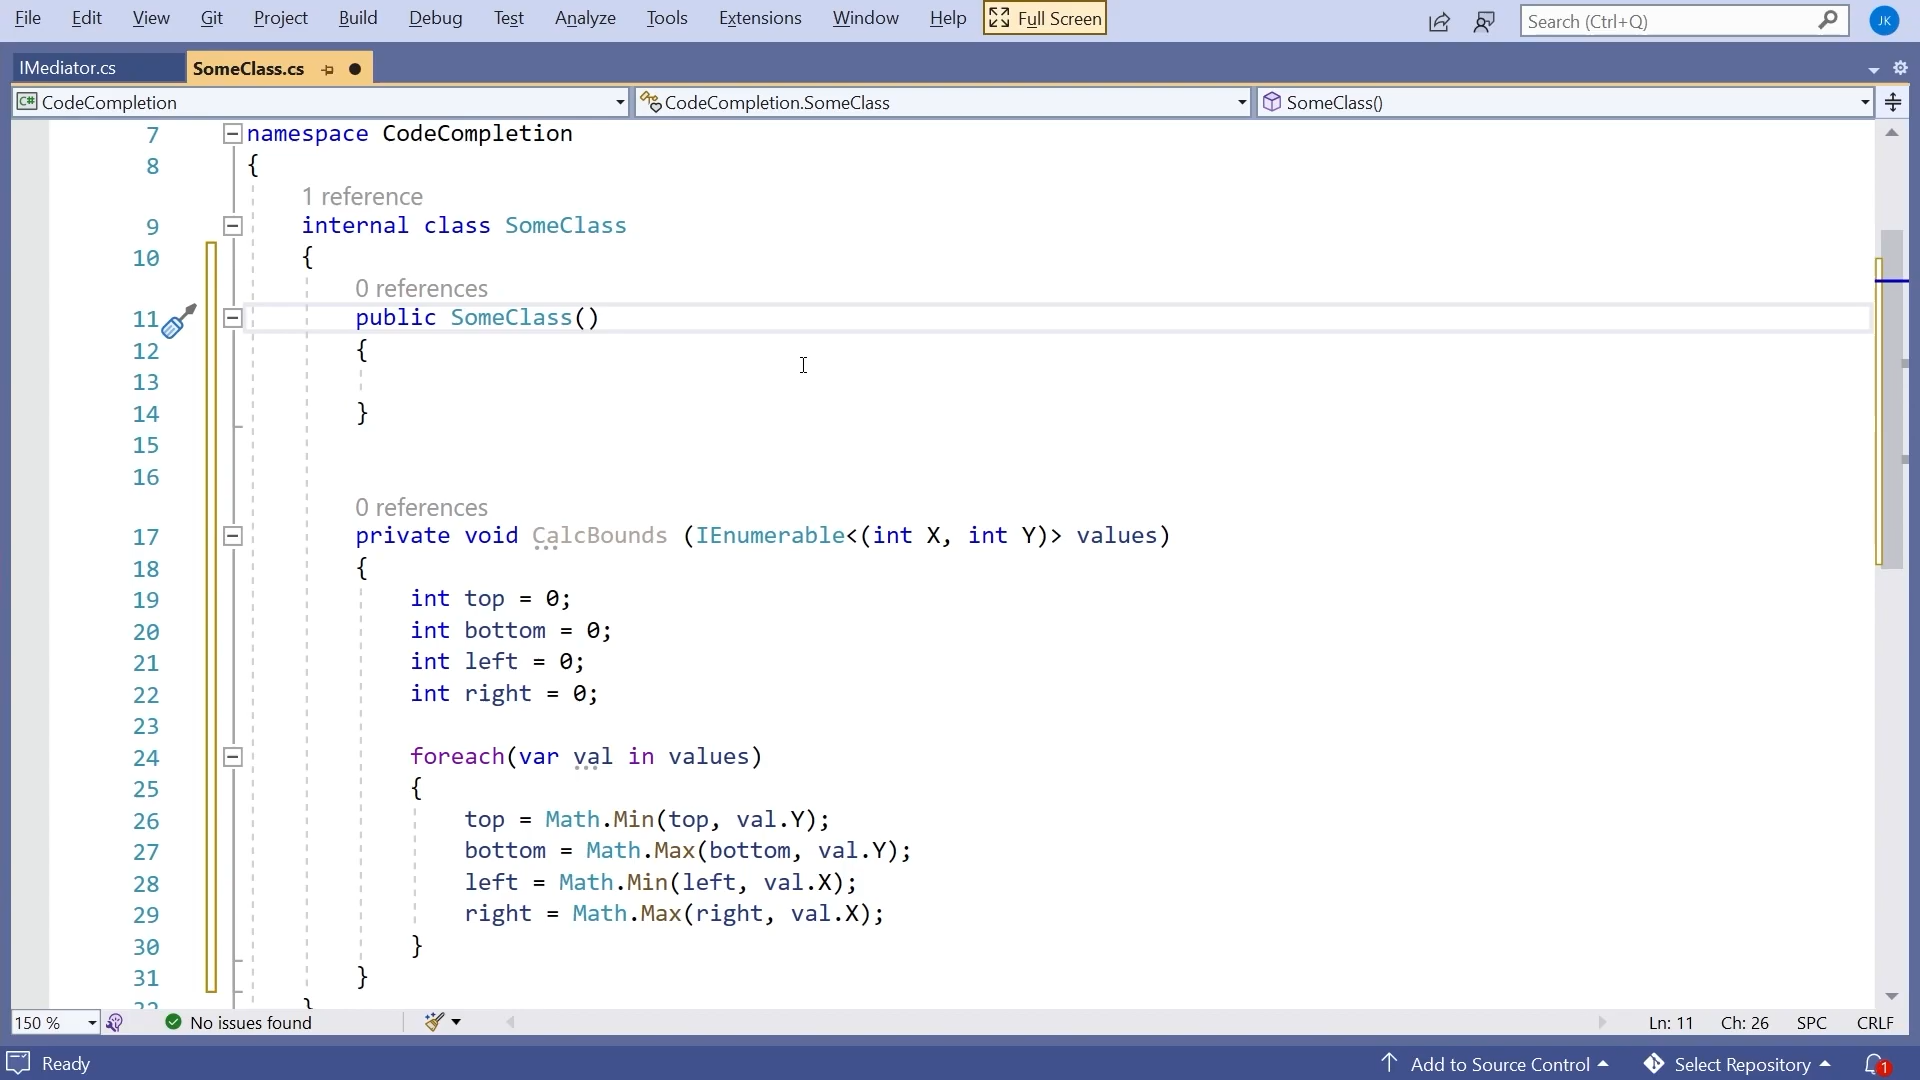 File Edit View Git Project Build Debug Test Analyze Tools Extensions Window Help Full Screen Search (Ctrl+Q) JK
IMediator.cs SomeClass.cs
C# CodeCompletion CodeCompletion.SomeClass SomeClass()
7 namespace CodeCompletion
8 {
1 reference
9 internal class SomeClass
10 {
0 references
11 public SomeClass()
12 {
13
14 }
15
16
0 references
17 private void CalcBounds (IEnumerable<(int X, int Y)> values)
18 {
19 int top = 0;
20 int bottom = 0;
21 int left = 0;
22 int right = 0;
23
24 foreach(var val in values)
25 {
26 top = Math.Min(top, val.Y);
27 bottom = Math.Max(bottom, val.Y);
28 left = Math.Min(left, val.X);
29 right = Math.Max(right, val.X);
30 }
31 }
32 }
150 % No issues found Ln: 11 Ch: 26 SPC CRLF
Ready Add to Source Control Select Repository 1